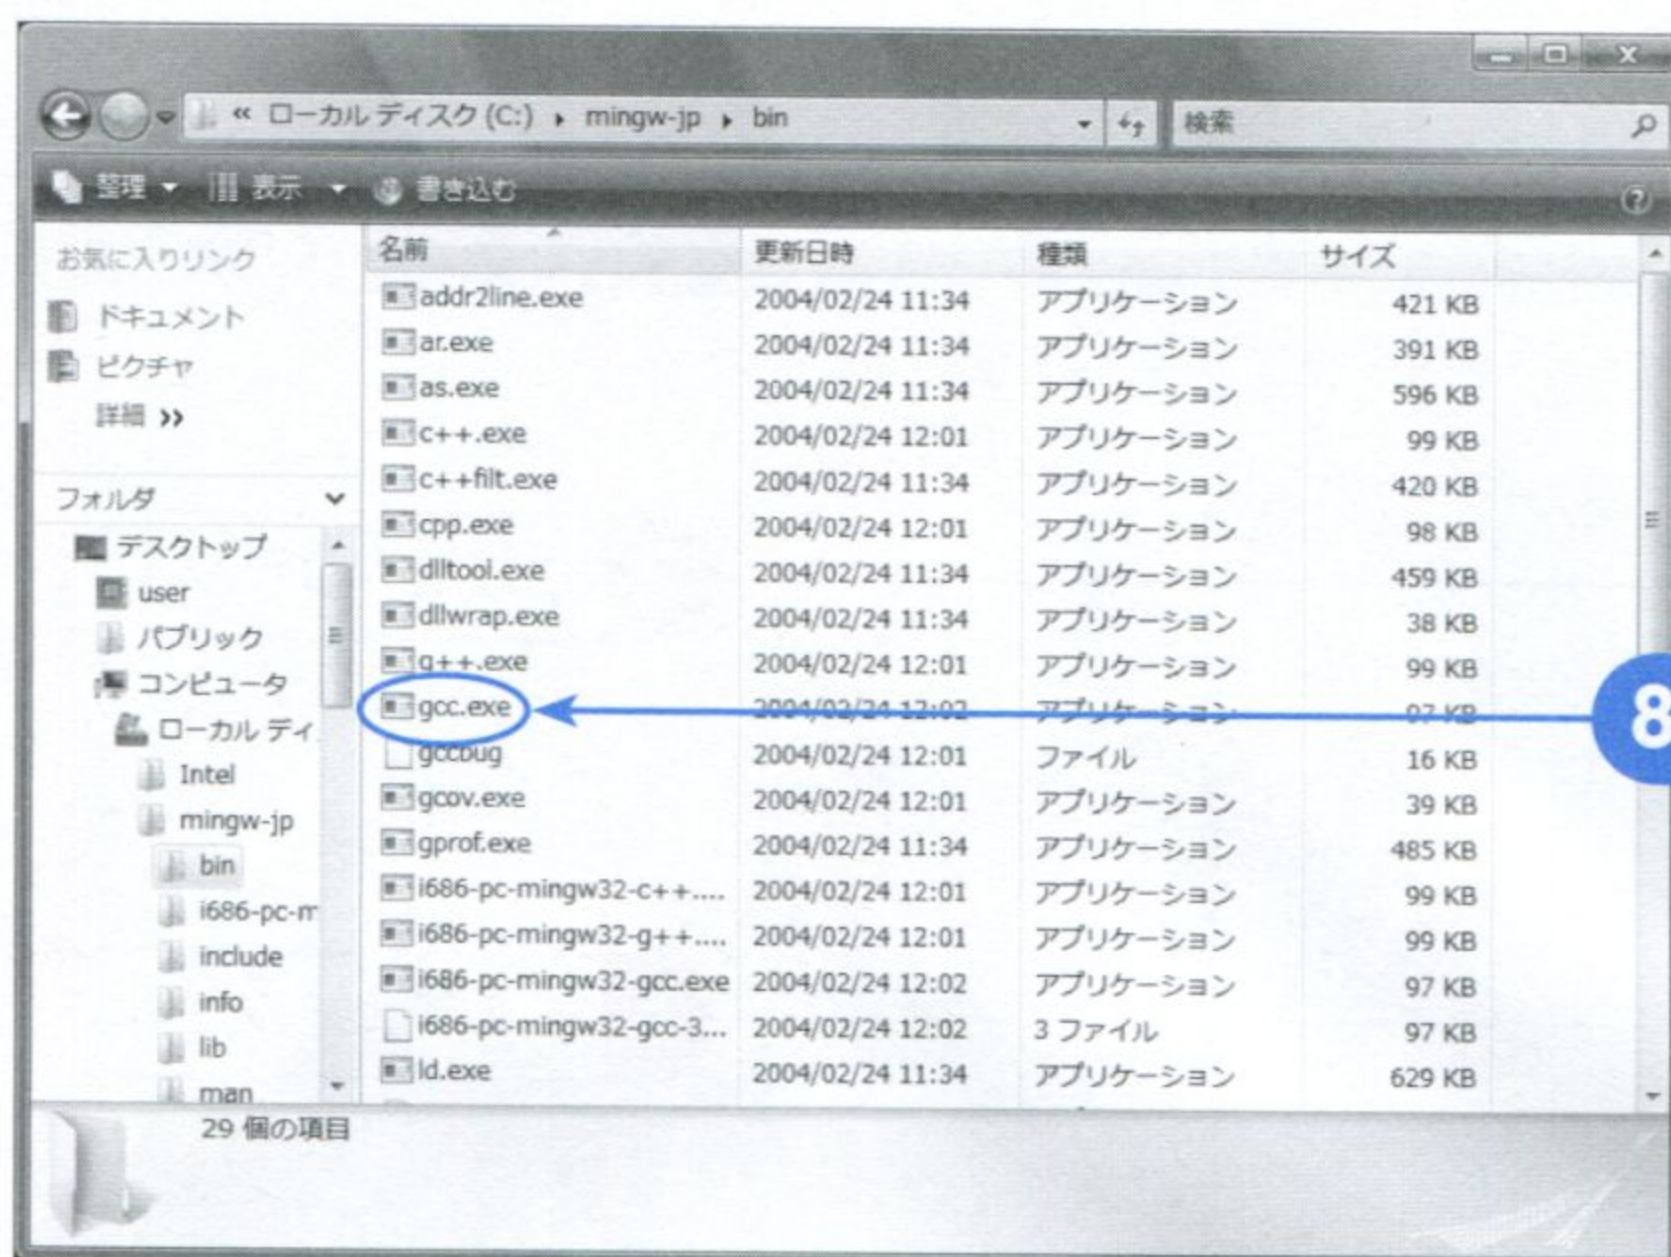 « ローカル ディスク (C:) ▸ mingw-jp ▸ bin 検索
整理 表示 書き込む
お気に入りリンク
ドキュメント
ピクチャ
詳細 »
フォルダ
デスクトップ
user
パブリック
コンピュータ
ローカル ディ
Intel
mingw-jp
bin
i686-pc-m
include
info
lib
man
名前 更新日時 種類 サイズ
addr2line.exe 2004/02/24 11:34 アプリケーション 421 KB
ar.exe 2004/02/24 11:34 アプリケーション 391 KB
as.exe 2004/02/24 11:34 アプリケーション 596 KB
c++.exe 2004/02/24 12:01 アプリケーション 99 KB
c++filt.exe 2004/02/24 11:34 アプリケーション 420 KB
cpp.exe 2004/02/24 12:01 アプリケーション 98 KB
dlltool.exe 2004/02/24 11:34 アプリケーション 459 KB
dllwrap.exe 2004/02/24 11:34 アプリケーション 38 KB
g++.exe 2004/02/24 12:01 アプリケーション 99 KB
gcc.exe 2004/02/24 12:02 アプリケーション 97 KB
8
gccbug 2004/02/24 12:01 ファイル 16 KB
gcov.exe 2004/02/24 12:01 アプリケーション 39 KB
gprof.exe 2004/02/24 11:34 アプリケーション 485 KB
i686-pc-mingw32-c++.... 2004/02/24 12:01 アプリケーション 99 KB
i686-pc-mingw32-g++.... 2004/02/24 12:01 アプリケーション 99 KB
i686-pc-mingw32-gcc.exe 2004/02/24 12:02 アプリケーション 97 KB
i686-pc-mingw32-gcc-3... 2004/02/24 12:02 3 ファイル 97 KB
ld.exe 2004/02/24 11:34 アプリケーション 629 KB
29 個の項目